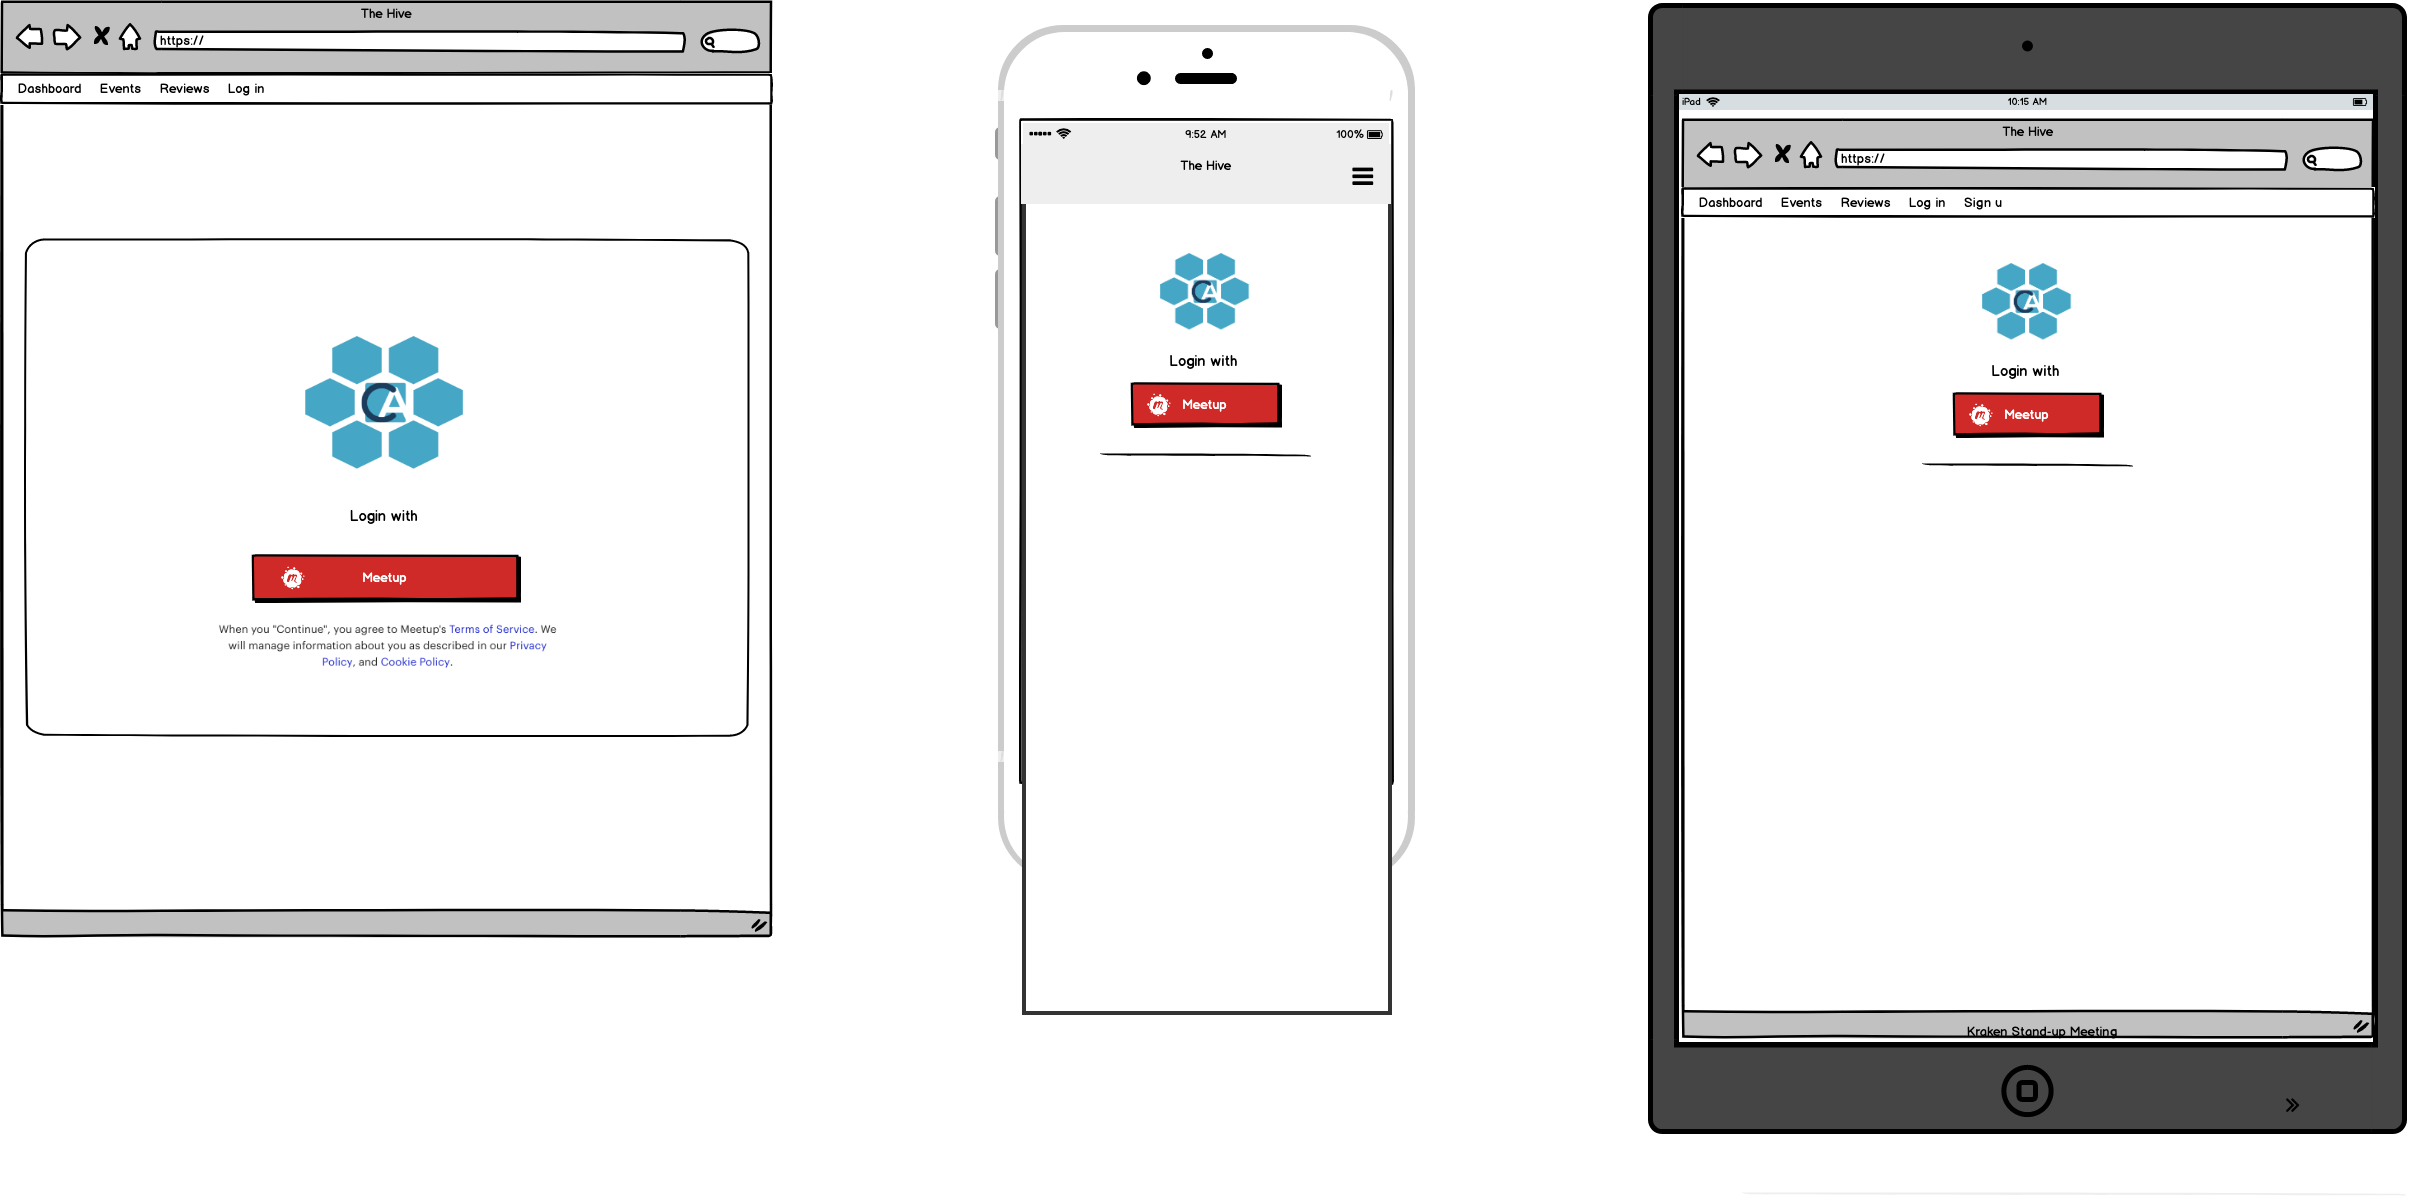 The Hive
https://
Dashboard Events Reviews Log in
CA
Login with
m Meetup
When you "Continue", you agree to Meetup's Terms of Service. We
will manage information about you as described in our Privacy
Policy, and Cookie Policy.
9:52 AM 100%
The Hive
CA
Login with
m Meetup
iPad 10:15 AM
The Hive
https://
Dashboard Events Reviews Log in Sign u
CA
Login with
m Meetup
Kraken Stand-up Meeting